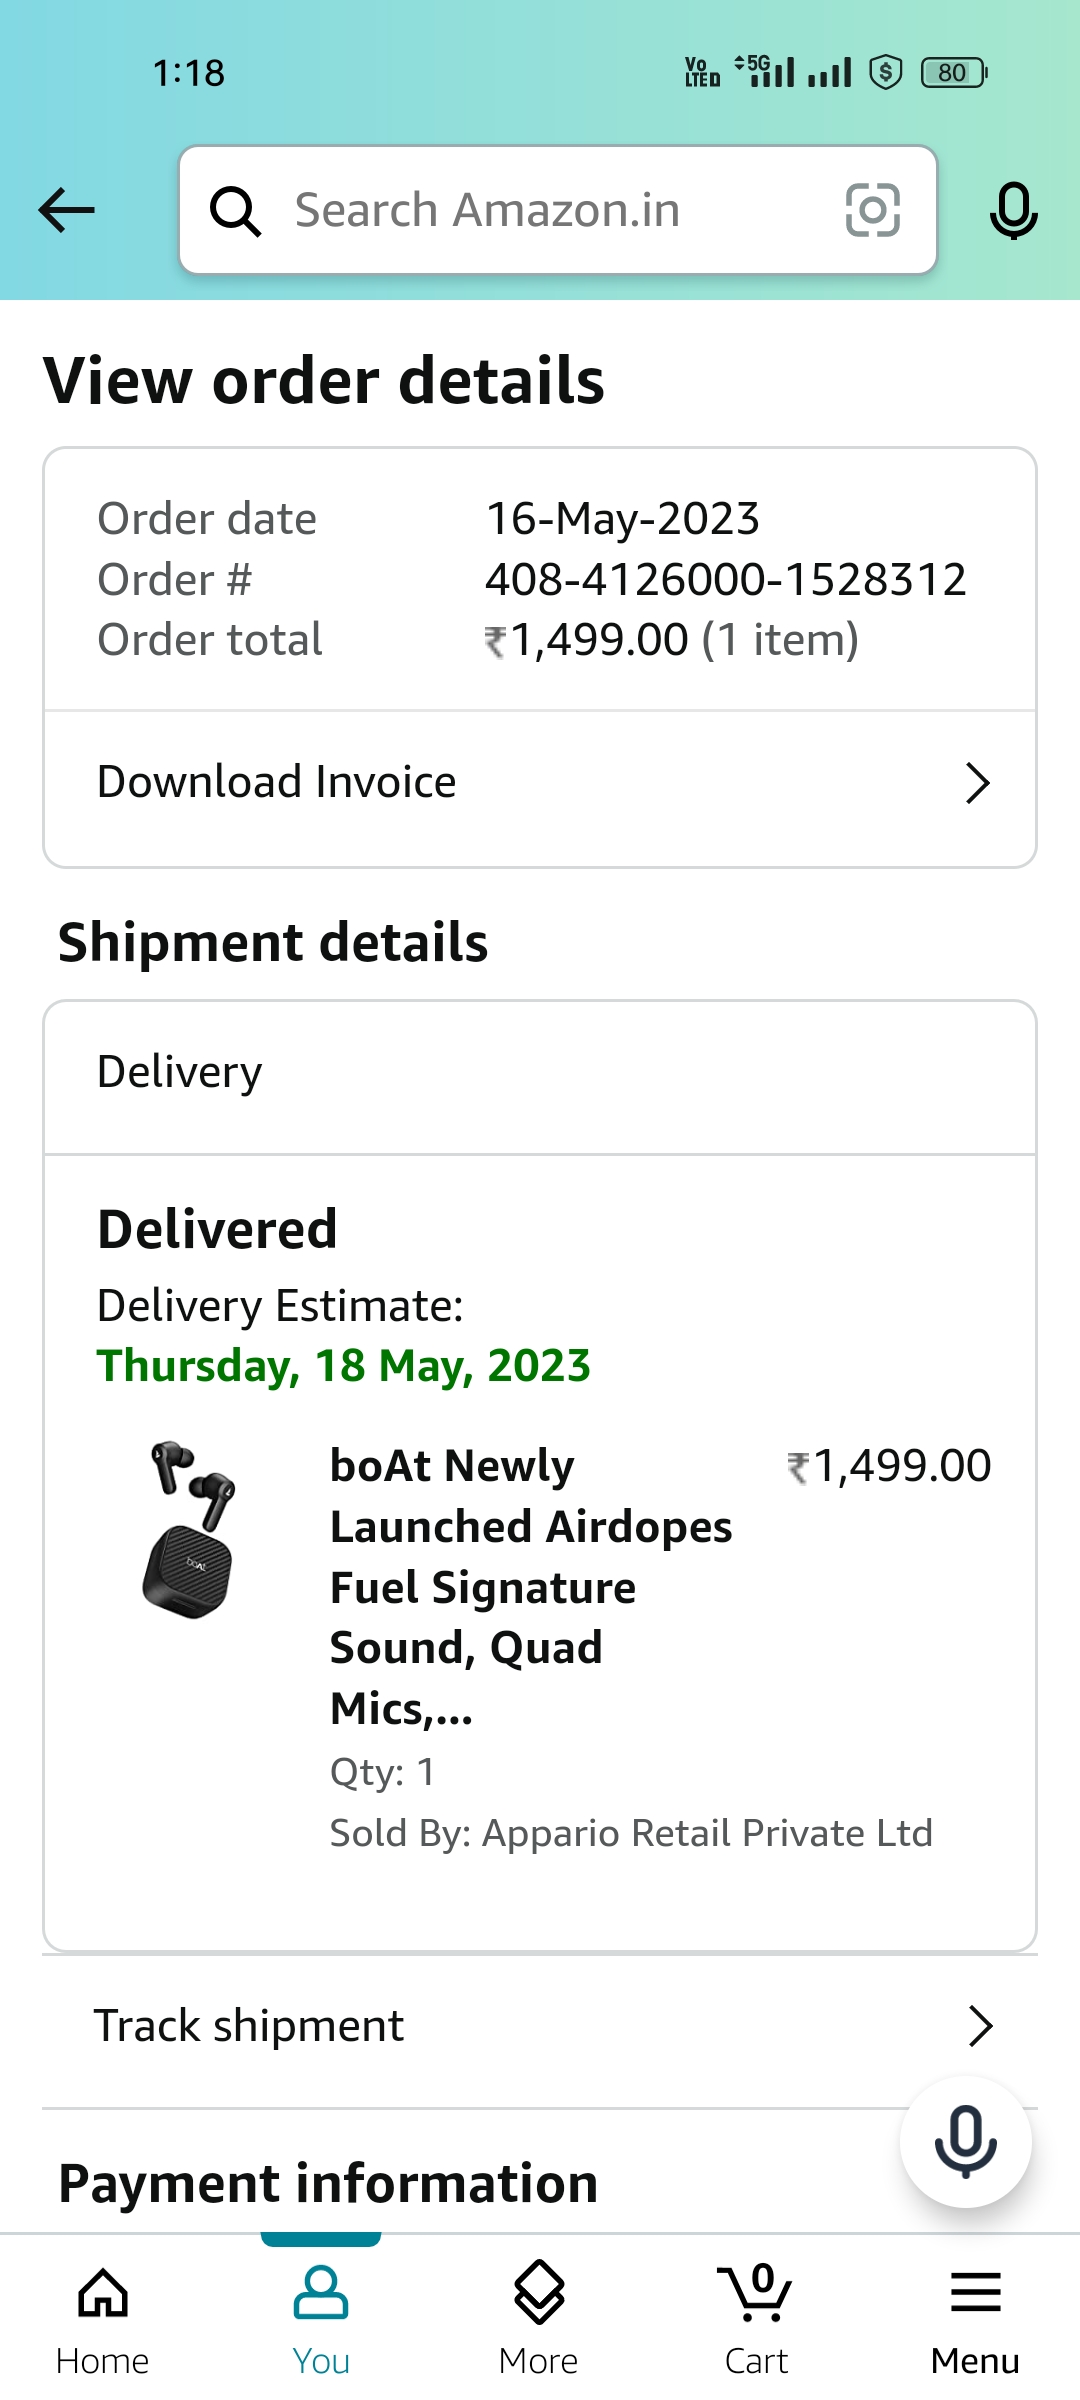 1:18
Vo LTED 5G 80
Search Amazon.in
View order details
Order date 16-May-2023
Order # 408-4126000-1528312
Order total ₹1,499.00 (1 item)
Download Invoice
Shipment details
Delivery
Delivered
Delivery Estimate:
Thursday, 18 May, 2023
boAt Newly ₹1,499.00
Launched Airdopes
Fuel Signature
Sound, Quad
Mics,...
Qty: 1
Sold By: Appario Retail Private Ltd
boAt
Track shipment
Payment information
0
Home You More Cart Menu